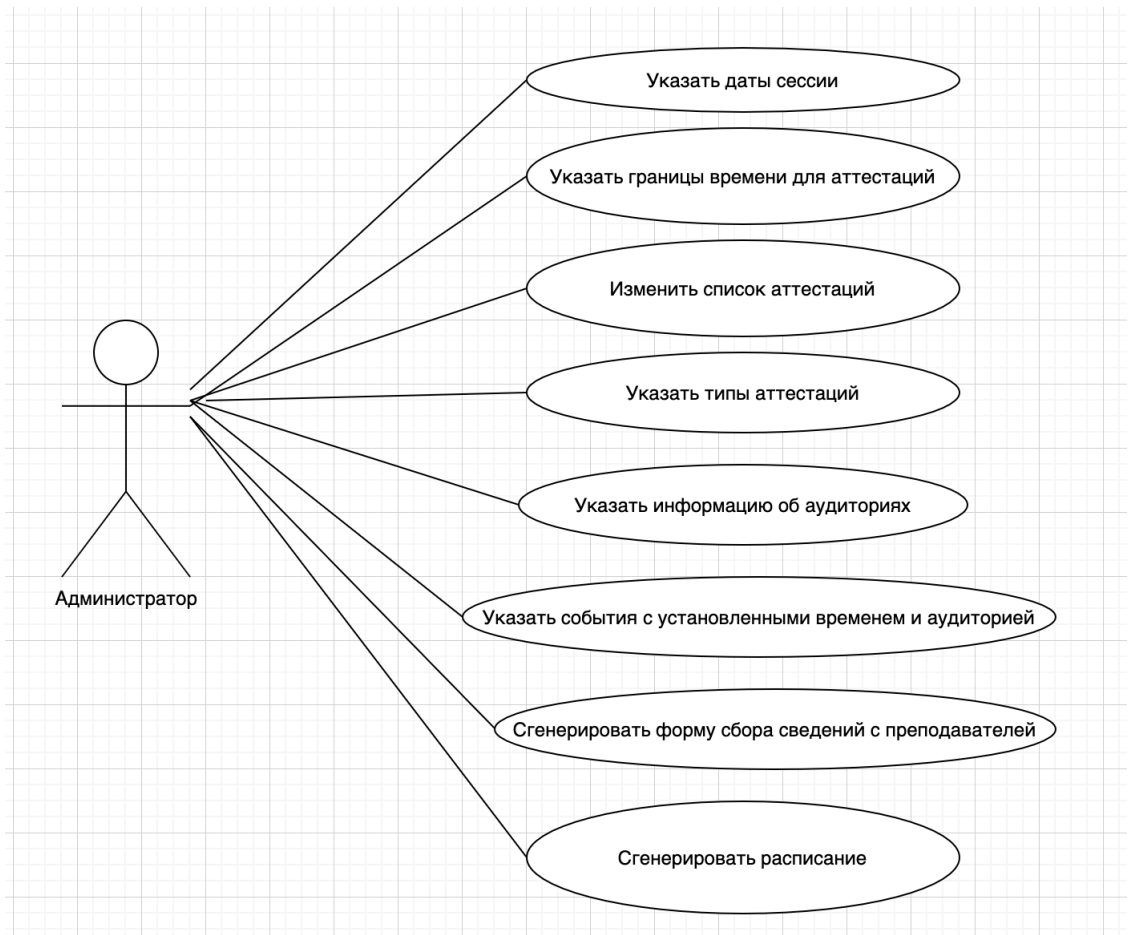 Указать даты сессии
Указать границы времени для аттестаций
Изменить список аттестаций
Указать типы аттестаций
Указать информацию об аудиториях
Администратор
Указать события с установленными временем и аудиторией
Сгенерировать форму сбора сведений с преподавателей
Сгенерировать расписание